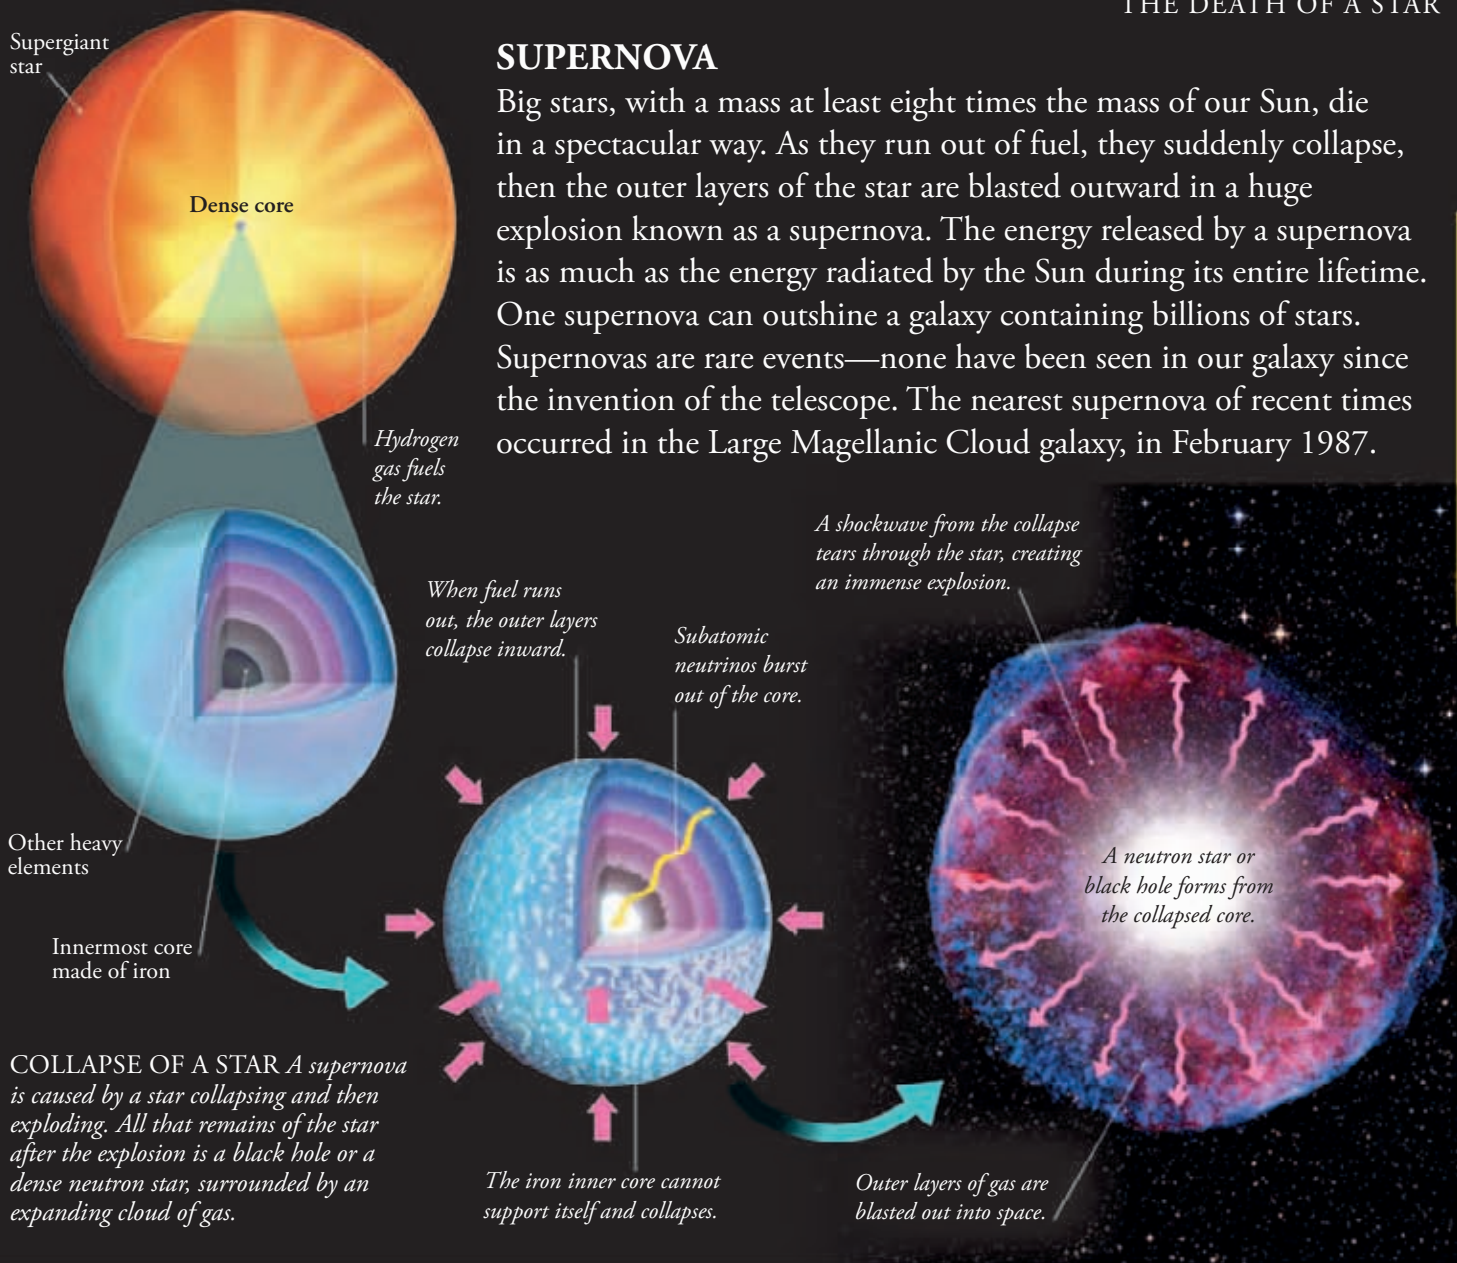 THE DEATH OF A STAR
Supergiant
star
Dense core
Hydrogen
gas fuels
the star.
SUPERNOVA
Big stars, with a mass at least eight times the mass of our Sun, die
in a spectacular way. As they run out of fuel, they suddenly collapse,
then the outer layers of the star are blasted outward in a huge
explosion known as a supernova. The energy released by a supernova
is as much as the energy radiated by the Sun during its entire lifetime.
One supernova can outshine a galaxy containing billions of stars.
Supernovas are rare events—none have been seen in our galaxy since
the invention of the telescope. The nearest supernova of recent times
occurred in the Large Magellanic Cloud galaxy, in February 1987.
Other heavy
elements
Innermost core
made of iron
When fuel runs
out, the outer layers
collapse inward.
Subatomic
neutrinos burst
out of the core.
The iron inner core cannot
support itself and collapses.
A shockwave from the collapse
tears through the star, creating
an immense explosion.
A neutron star or
black hole forms from
the collapsed core.
Outer layers of gas are
blasted out into space.
COLLAPSE OF A STAR A supernova
is caused by a star collapsing and then
exploding. All that remains of the star
after the explosion is a black hole or a
dense neutron star, surrounded by an
expanding cloud of gas.